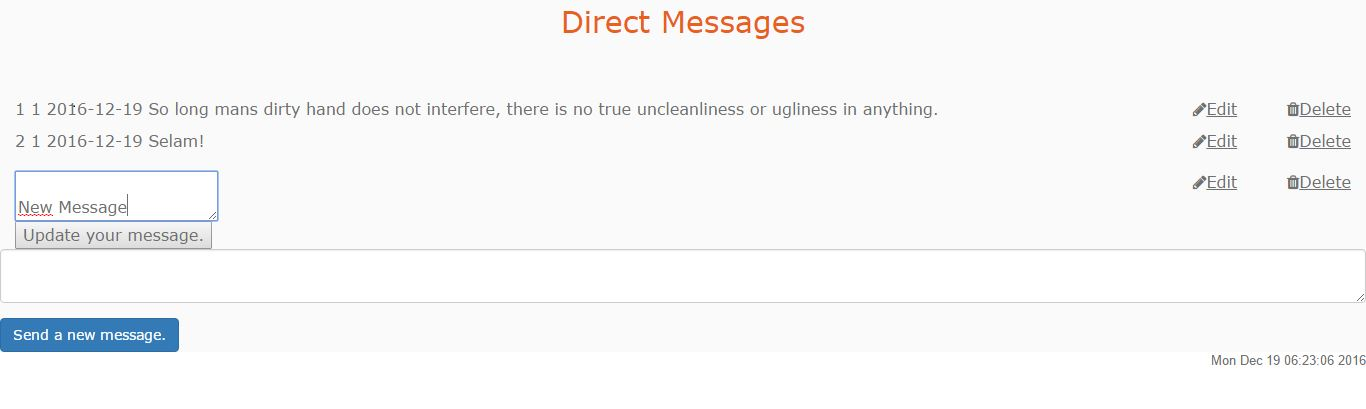 Direct Messages
1 1 2016-12-19 So long mans dirty hand does not interfere, there is no true uncleanliness or ugliness in anything. Edit Delete
2 1 2016-12-19 Selam! Edit Delete
Edit Delete
New Message
Update your message.
Send a new message.
Mon Dec 19 06:23:06 2016